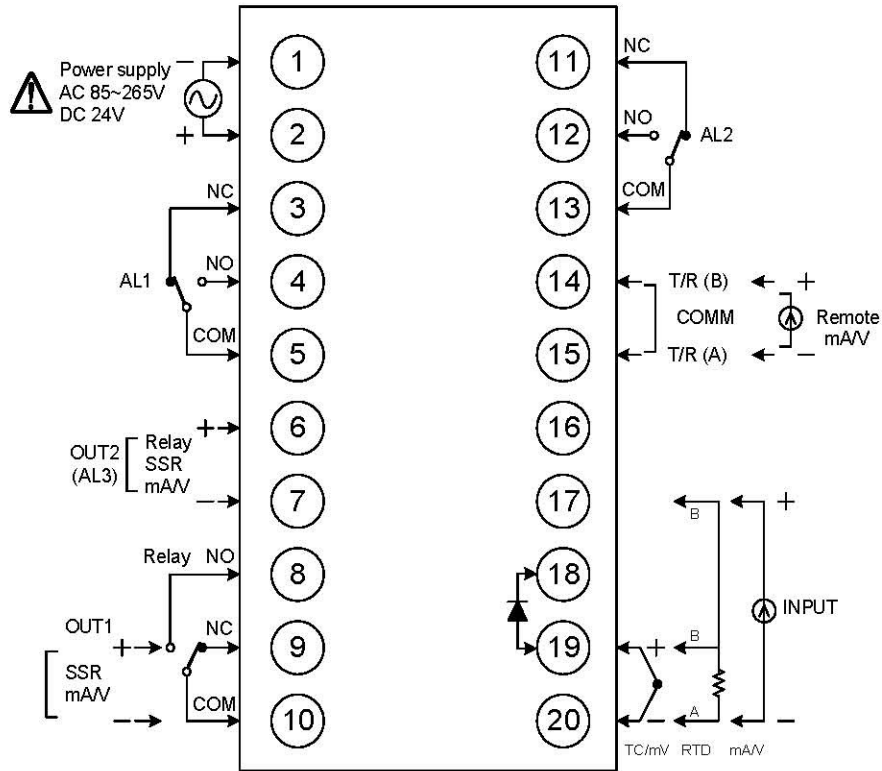 Power supply
AC 85~265V
DC 24V
−
+
1
2
NC
3
AL1
NO
4
COM
5
OUT2
(AL3)
Relay
SSR
mA/V
+
6
−
7
Relay
NO
8
OUT1
+
NC
9
SSR
mA/V
COM
−
10
11
NC
12
NO
AL2
13
COM
14
T/R (B)
+
COMM
Remote
mA/V
15
T/R (A)
−
16
17
B
+
18
INPUT
19
+
B
20
−
A
−
TC/mV
RTD
mA/V